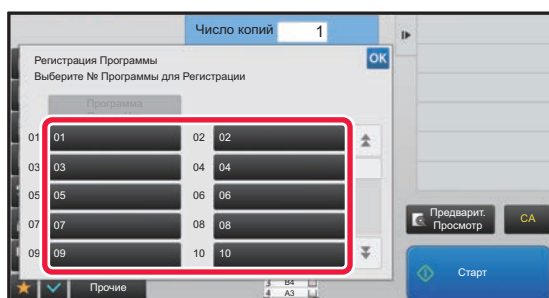 Число копий 1
Регистрация Программы
OK
Выберите № Программы для Регистрации
Программа
01 01 02 02
03 03 04 04
05 05 06 06
07 07 08 08
09 09 10 10
Предварит.
Просмотр
CA
Старт
Прочие
3 B4
4 A3